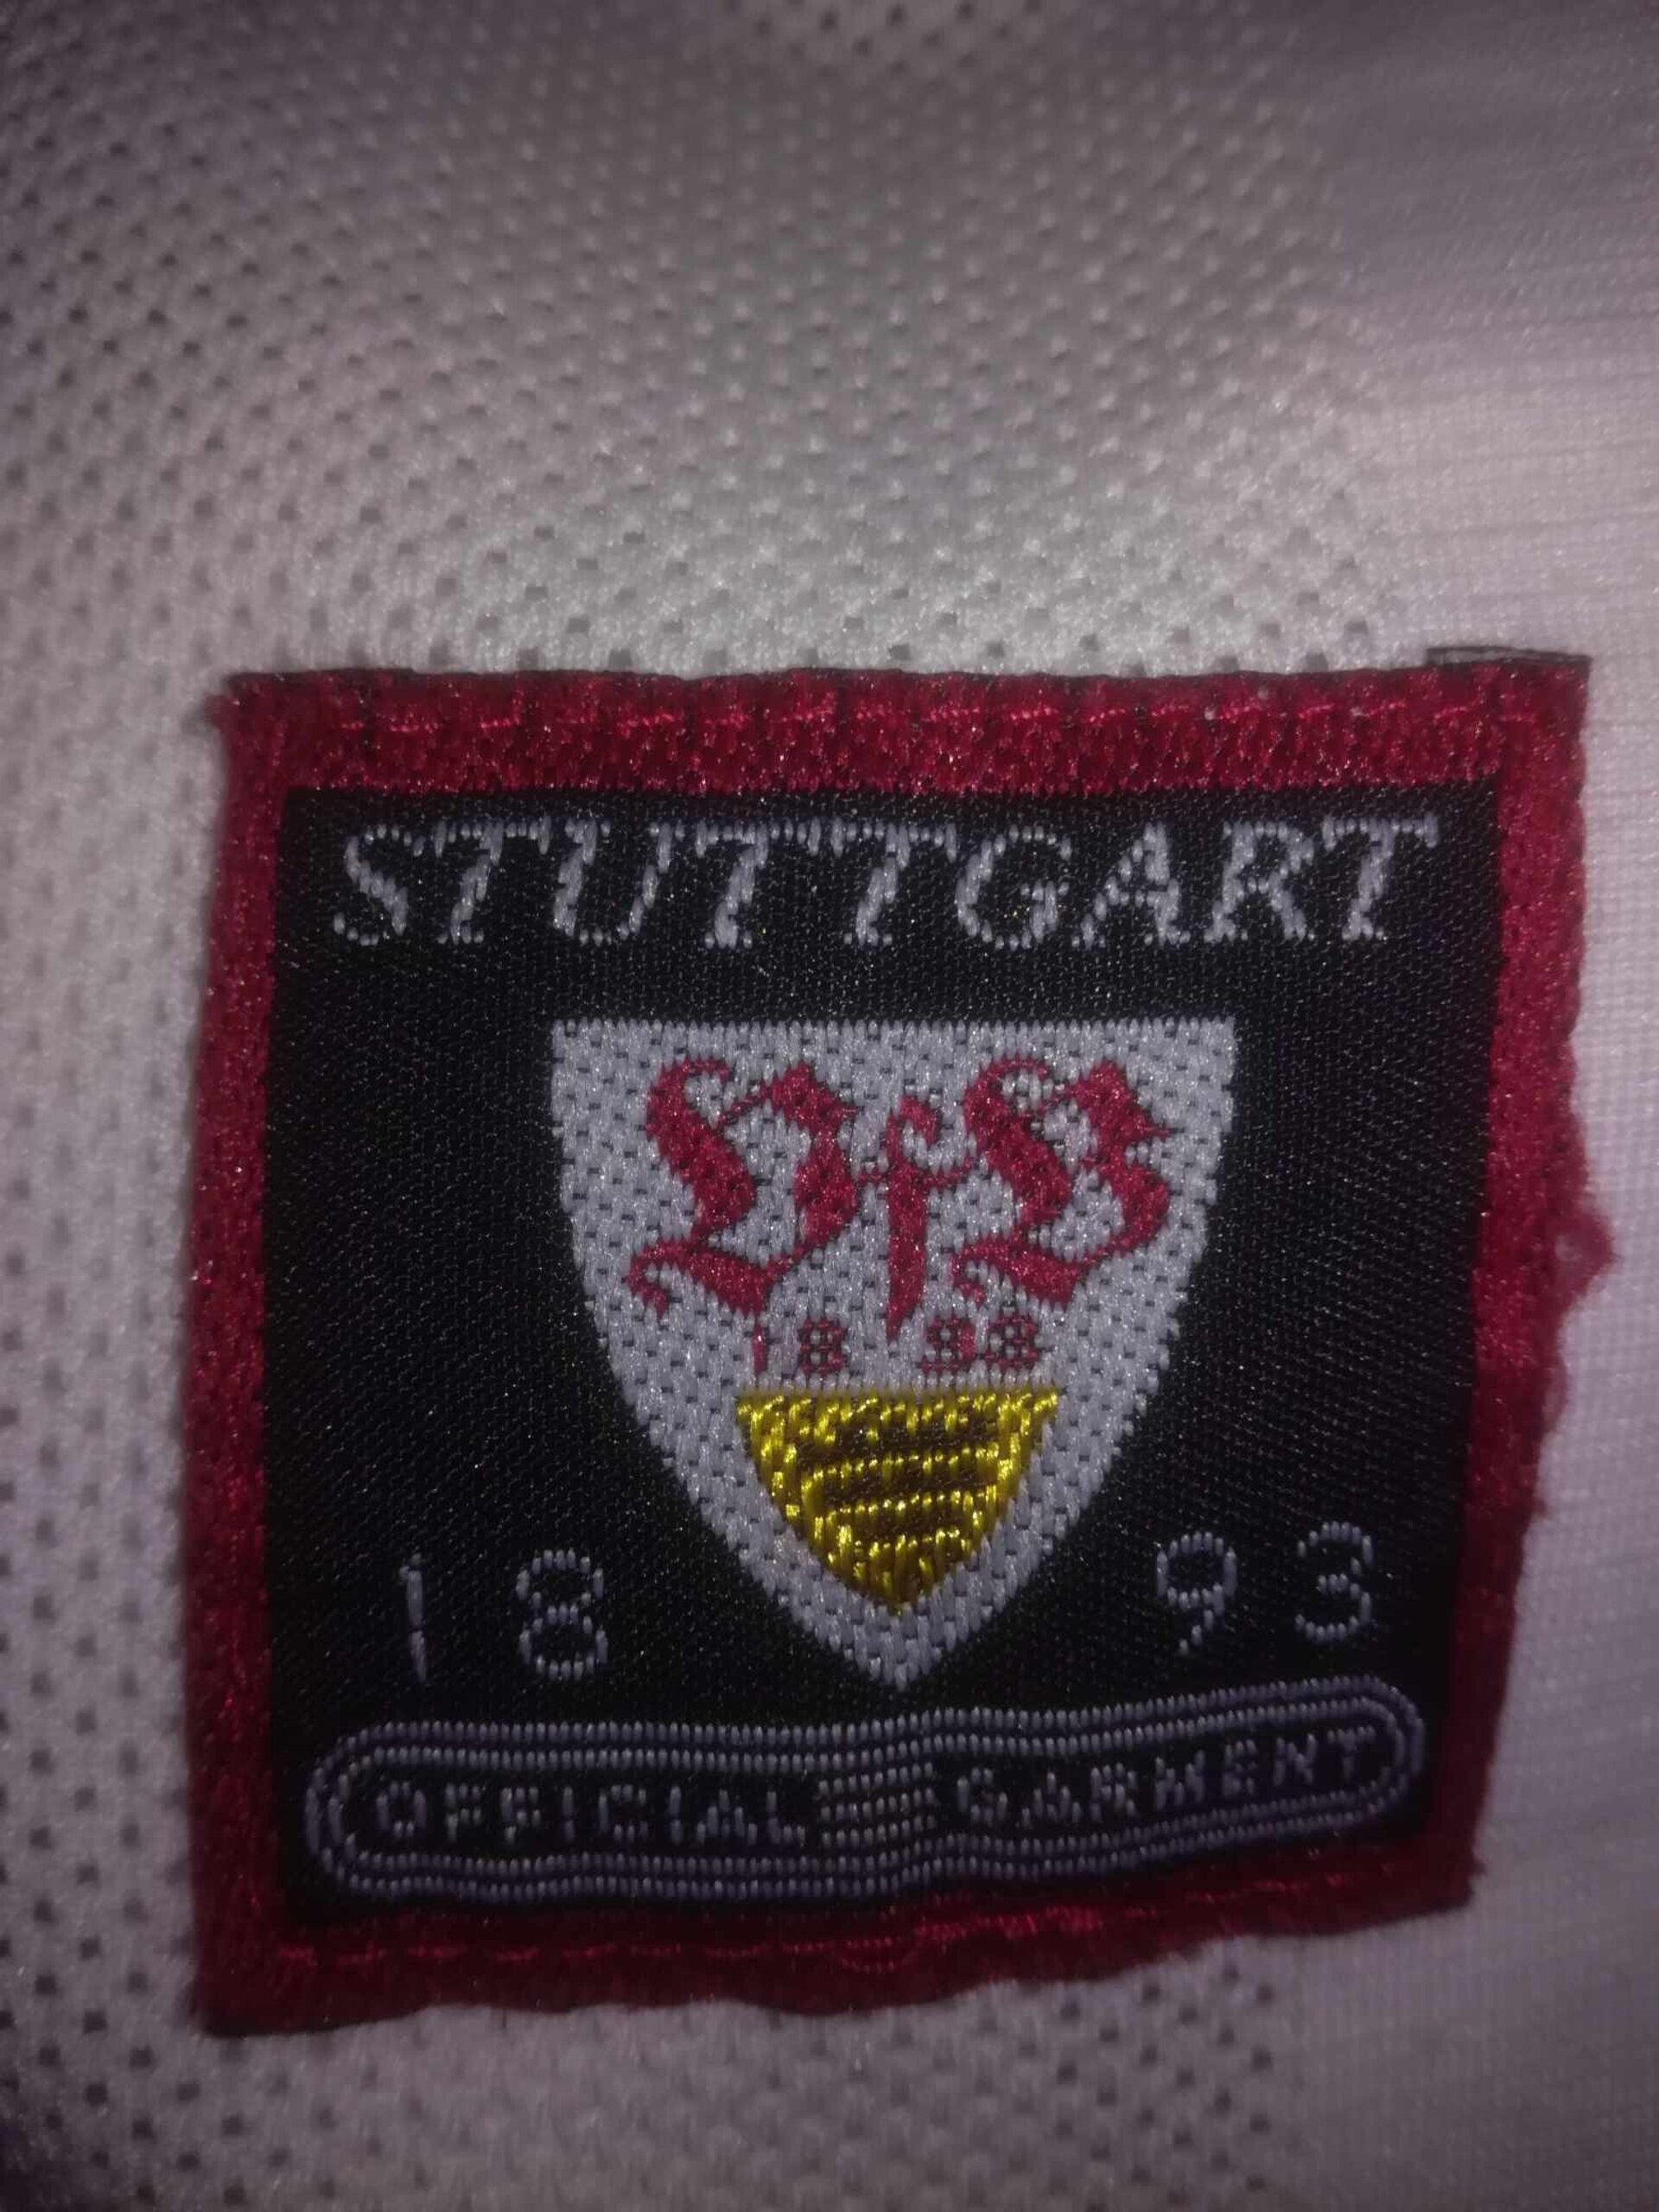 STUTTGART
VfB
1893
18 93
OFFICIAL GARMENT